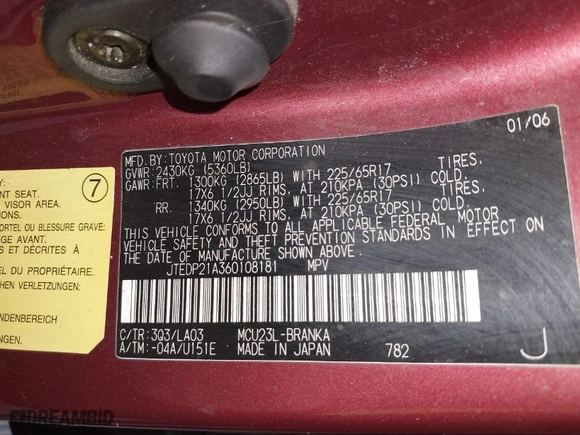 01/06
MFD.BY: TOYOTA MOTOR CORPORATION
GVWR: 2430KG (5360LB)
GAWR: FRT. 1300KG (2865LB) WITH 225/65R17 TIRES,
17X6 1/2JJ RIMS, AT 210KPA (30PSI) COLD.
RR. 1340KG (2950LB) WITH 225/65R17 TIRES,
17X6 1/2JJ RIMS, AT 210KPA (30PSI) COLD.
THIS VEHICLE CONFORMS TO ALL APPLICABLE FEDERAL MOTOR
VEHICLE SAFETY AND THEFT PREVENTION STANDARDS IN EFFECT ON
THE DATE OF MANUFACTURE SHOWN ABOVE.
JTEDP21A360108181 MPV
C/TR: 3Q3/LA03 MCU23L-BRANKA
A/TM: -04A/U151E MADE IN JAPAN 782 J
7
ENT SEAT.
VISOR AREA.
TIONS.
ORTEL OU BLESSURE GRAVE:
GE AVANT.
S ET DÉCRITES À
DU PROPRIÉTAIRE.
HEN VERLETZUNGEN:
NDENBEREICH
DREAMBID